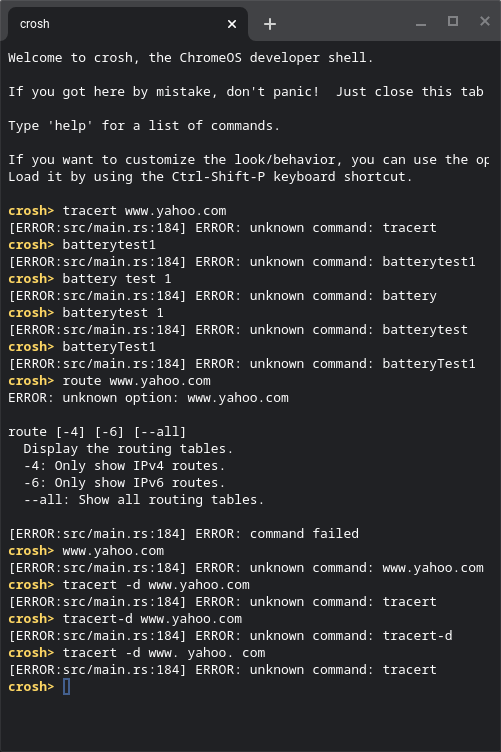 crosh
Welcome to crosh, the ChromeOS developer shell.
If you got here by mistake, don't panic!  Just close this tab
Type 'help' for a list of commands.
If you want to customize the look/behavior, you can use the op
Load it by using the Ctrl-Shift-P keyboard shortcut.
crosh> tracert www.yahoo.com
[ERROR:src/main.rs:184] ERROR: unknown command: tracert
crosh> batterytest1
[ERROR:src/main.rs:184] ERROR: unknown command: batterytest1
crosh> battery test 1
[ERROR:src/main.rs:184] ERROR: unknown command: battery
crosh> batterytest 1
[ERROR:src/main.rs:184] ERROR: unknown command: batterytest
crosh> batteryTest1
[ERROR:src/main.rs:184] ERROR: unknown command: batteryTest1
crosh> route www.yahoo.com
ERROR: unknown option: www.yahoo.com
route [-4] [-6] [--all]
  Display the routing tables.
  -4: Only show IPv4 routes.
  -6: Only show IPv6 routes.
  --all: Show all routing tables.
[ERROR:src/main.rs:184] ERROR: command failed
crosh> www.yahoo.com
[ERROR:src/main.rs:184] ERROR: unknown command: www.yahoo.com
crosh> tracert -d www.yahoo.com
[ERROR:src/main.rs:184] ERROR: unknown command: tracert
crosh> tracert-d www.yahoo.com
[ERROR:src/main.rs:184] ERROR: unknown command: tracert-d
crosh> tracert -d www. yahoo. com
[ERROR:src/main.rs:184] ERROR: unknown command: tracert
crosh>